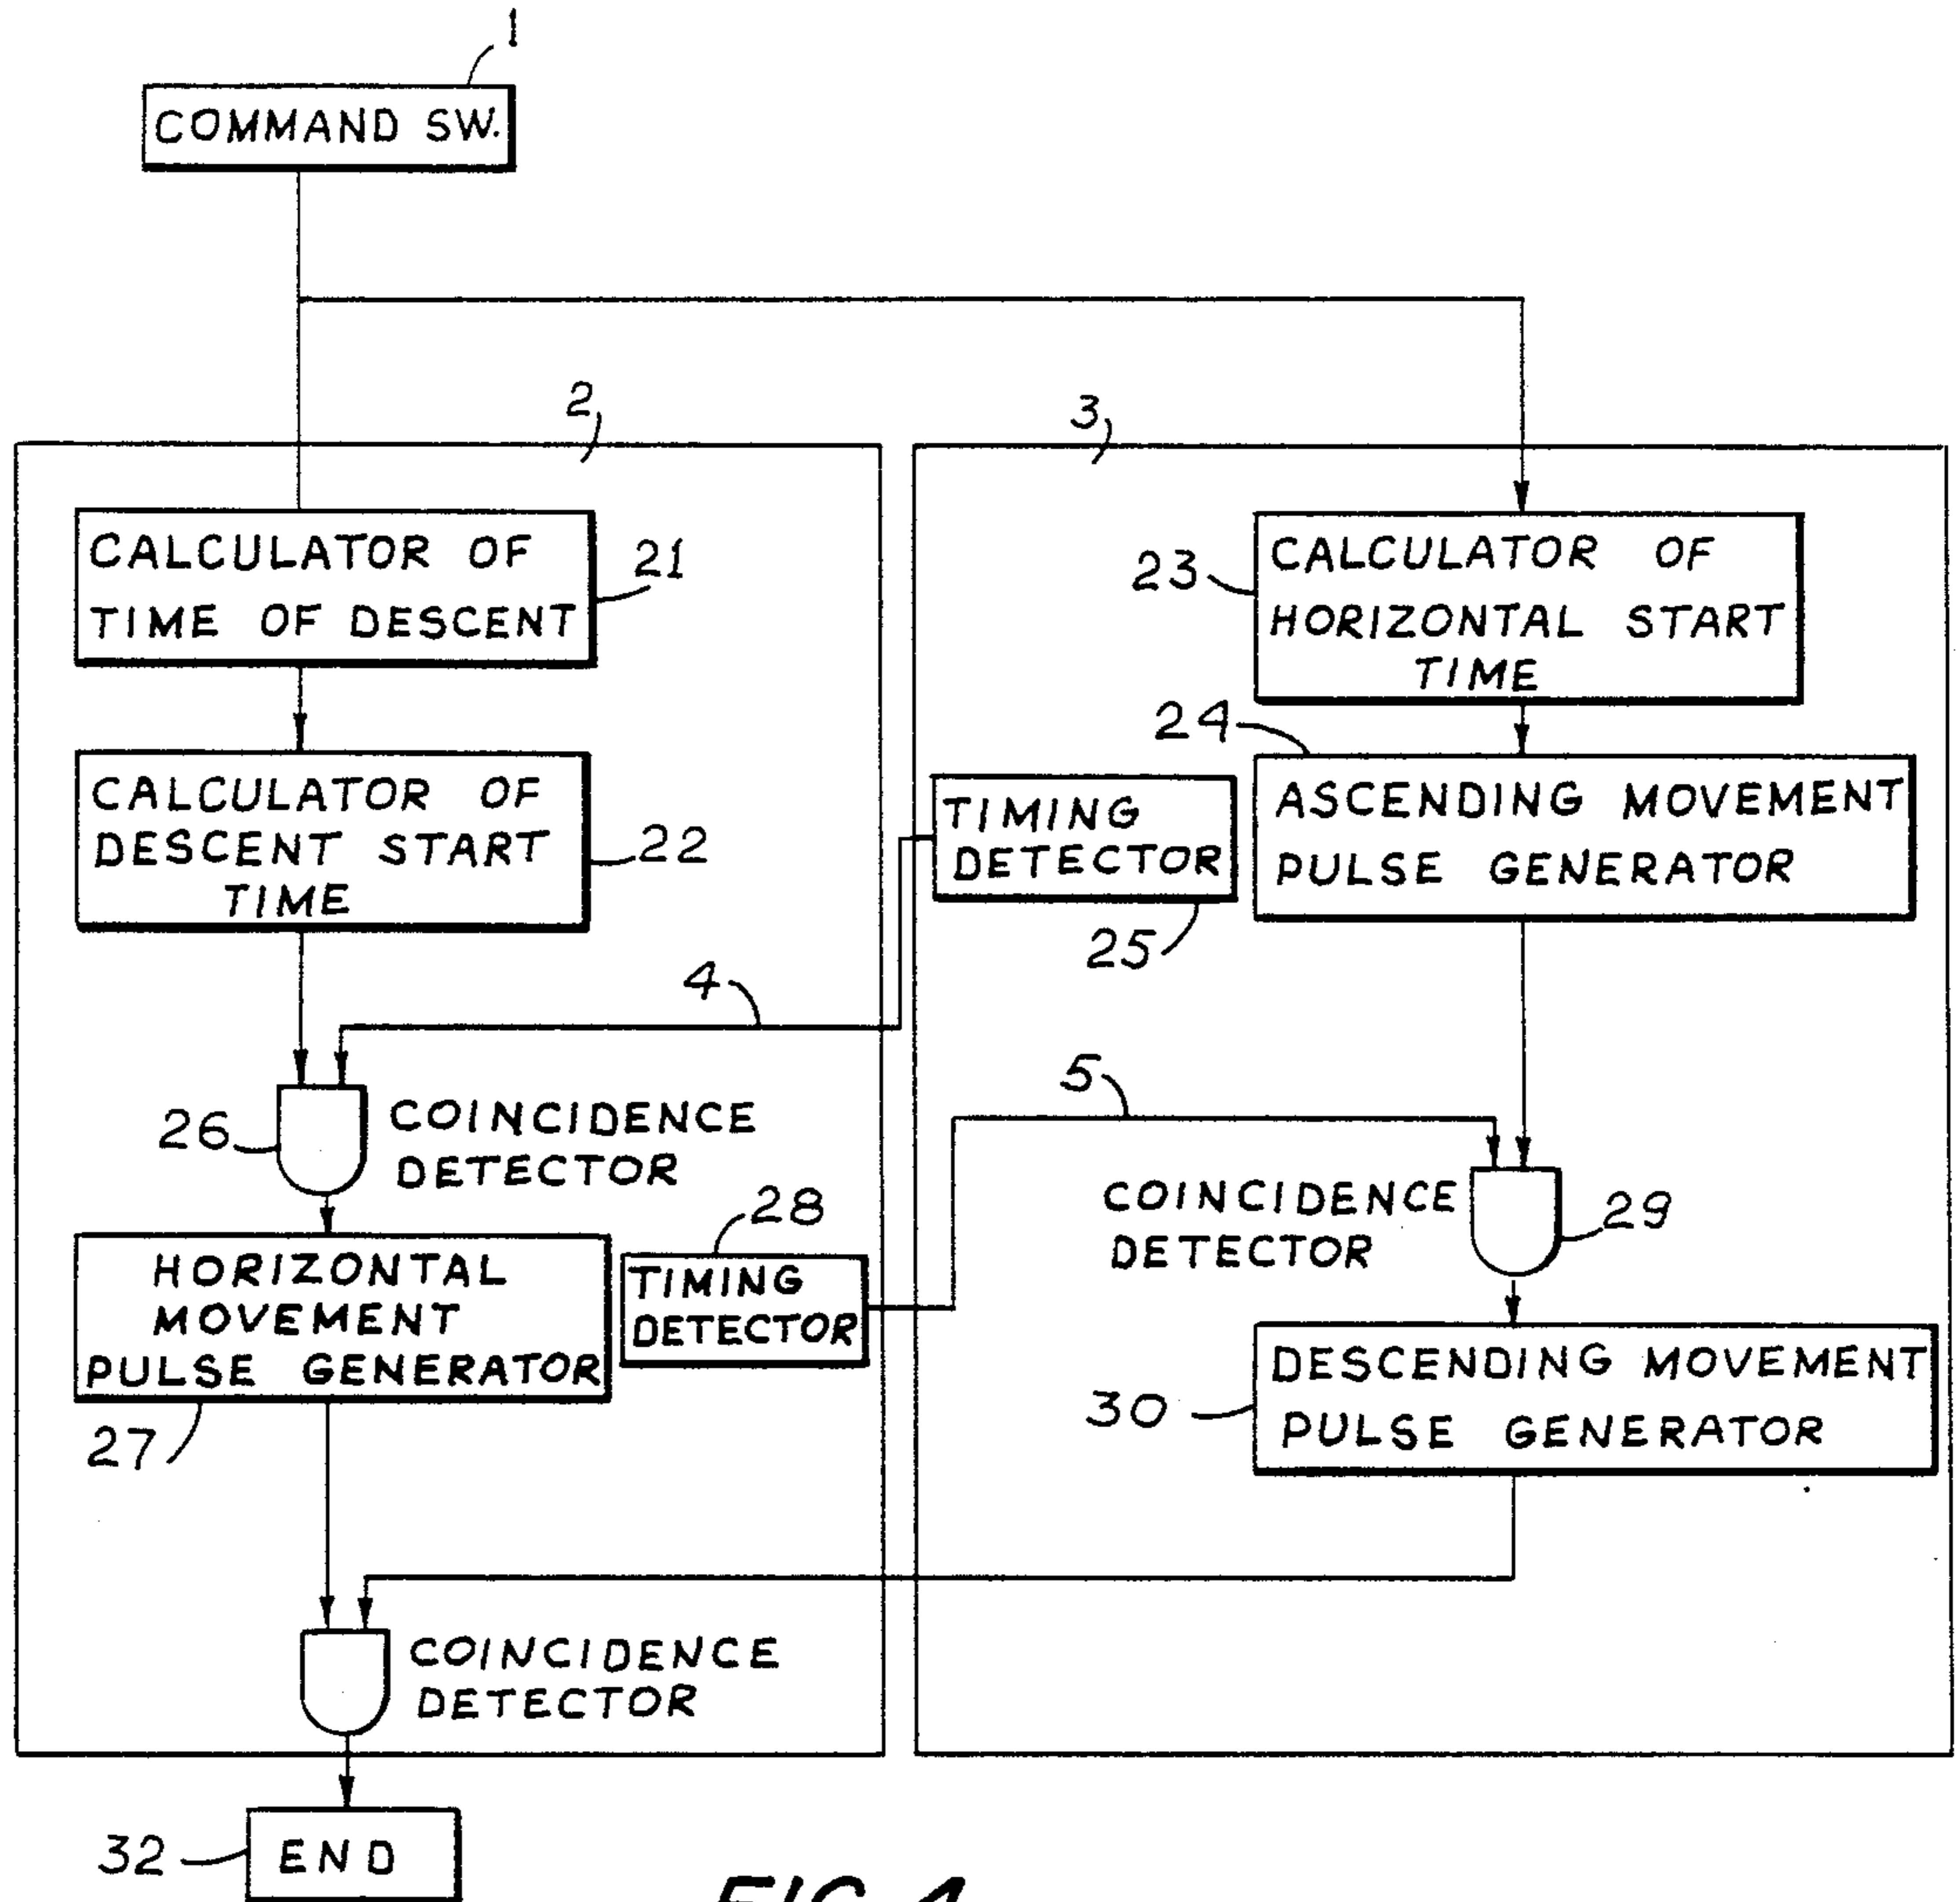 1
COMMAND SW.
2
3
CALCULATOR OF
TIME OF DESCENT
21
23
CALCULATOR OF
HORIZONTAL START
TIME
24
CALCULATOR OF
DESCENT START
TIME
22
TIMING
DETECTOR
25
ASCENDING MOVEMENT
PULSE GENERATOR
4
5
26
COINCIDENCE
DETECTOR
COINCIDENCE
DETECTOR
29
28
HORIZONTAL
MOVEMENT
PULSE GENERATOR
27
TIMING
DETECTOR
30
DESCENDING MOVEMENT
PULSE GENERATOR
COINCIDENCE
DETECTOR
32
END